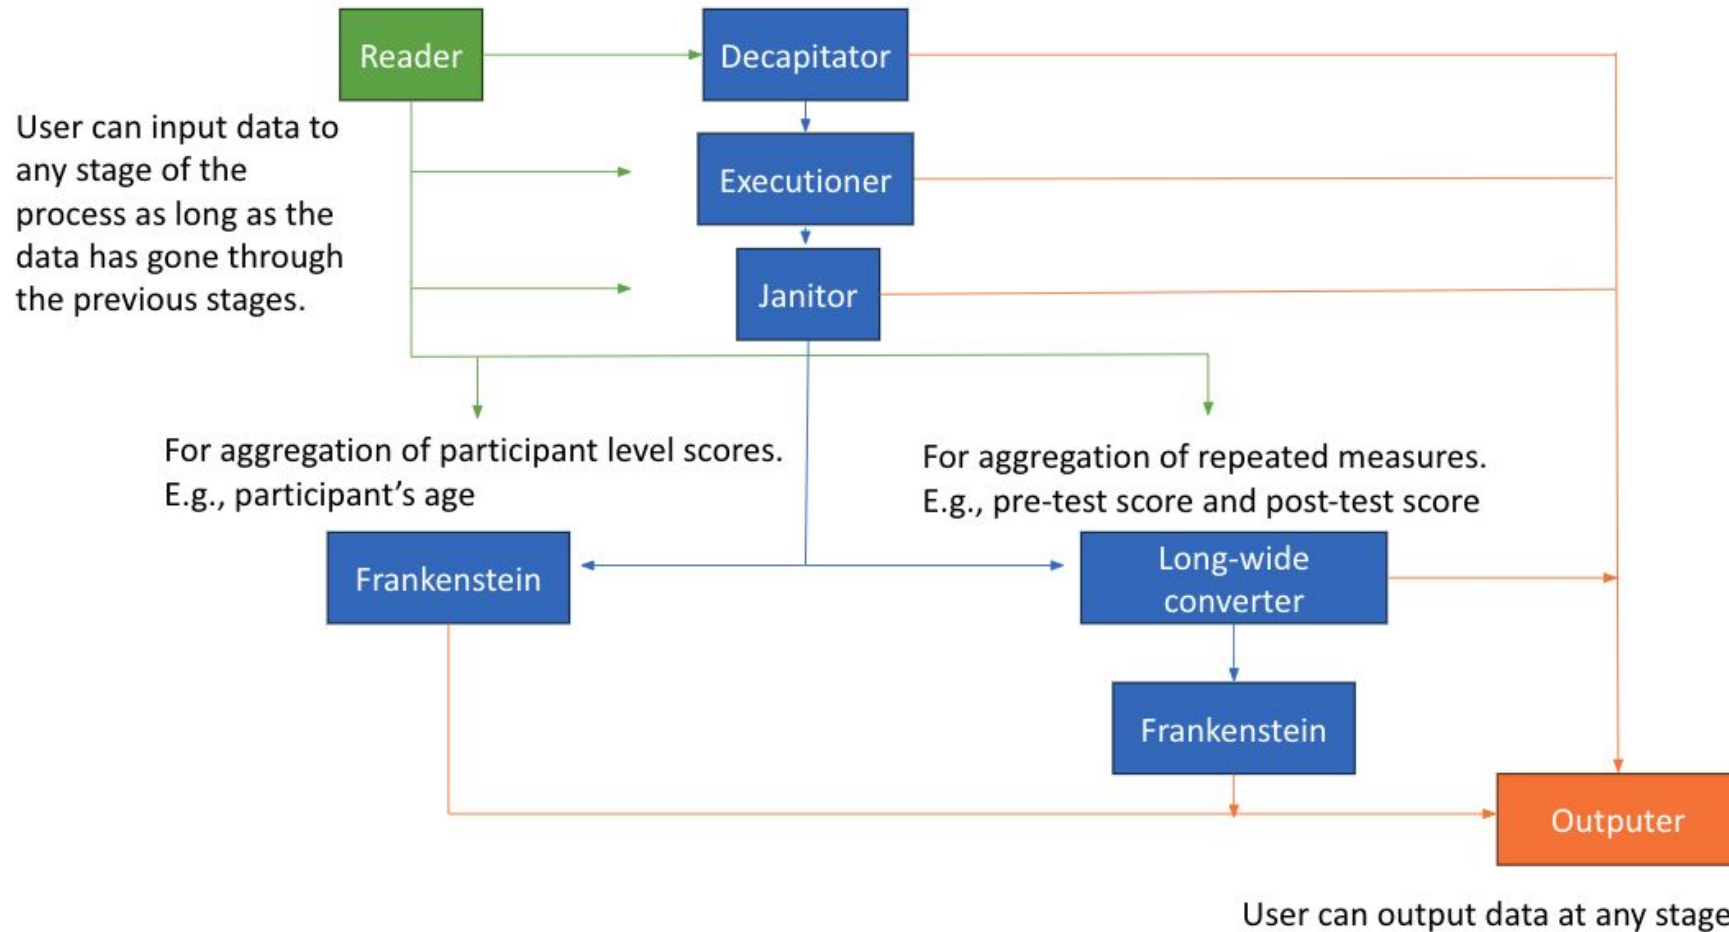 Reader
Decapitator
User can input data to
any stage of the
process as long as the
data has gone through
the previous stages.
Executioner
Janitor
For aggregation of participant level scores.
E.g., participant’s age
For aggregation of repeated measures.
E.g., pre-test score and post-test score
Frankenstein
Long-wide
converter
Frankenstein
Outputer
User can output data at any stage